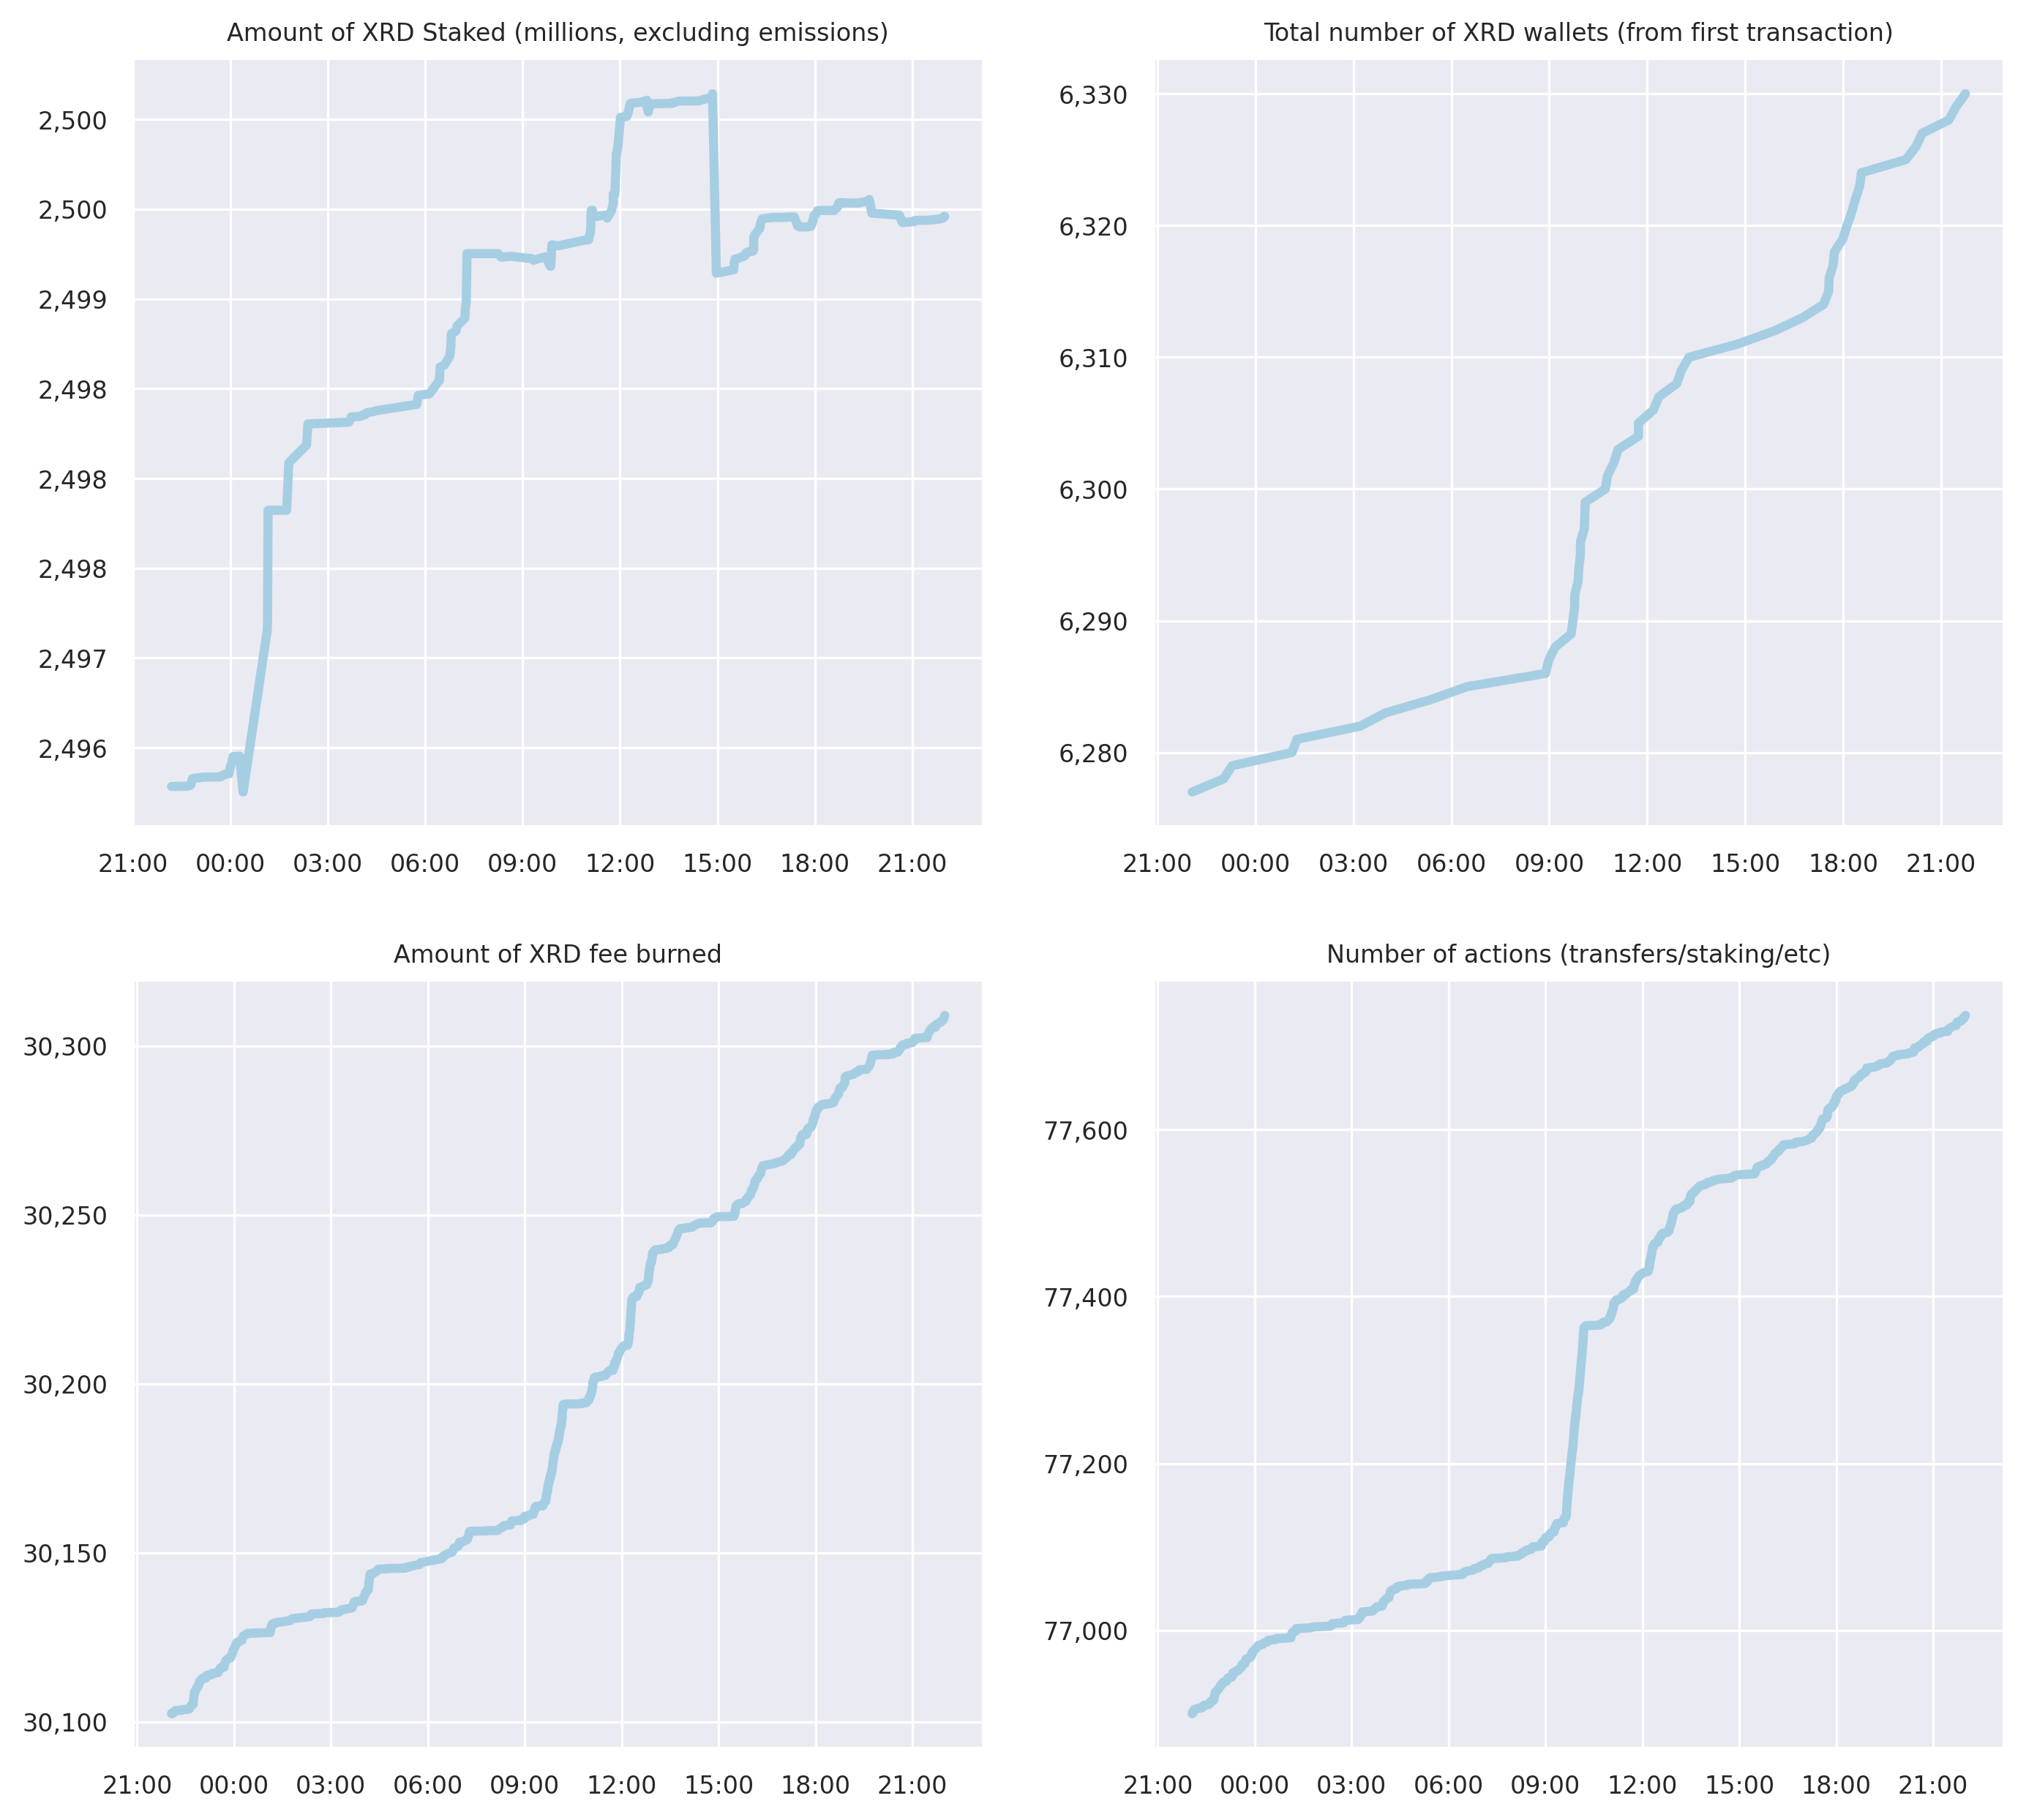 Amount of XRD Staked (millions, excluding emissions)
2,500
2,500
2,499
2,498
2,498
2,498
2,497
2,496
21:00 00:00 03:00 06:00 09:00 12:00 15:00 18:00 21:00
Total number of XRD wallets (from first transaction)
6,330
6,320
6,310
6,300
6,290
6,280
21:00 00:00 03:00 06:00 09:00 12:00 15:00 18:00 21:00
Amount of XRD fee burned
30,300
30,250
30,200
30,150
30,100
21:00 00:00 03:00 06:00 09:00 12:00 15:00 18:00 21:00
Number of actions (transfers/staking/etc)
77,600
77,400
77,200
77,000
21:00 00:00 03:00 06:00 09:00 12:00 15:00 18:00 21:00